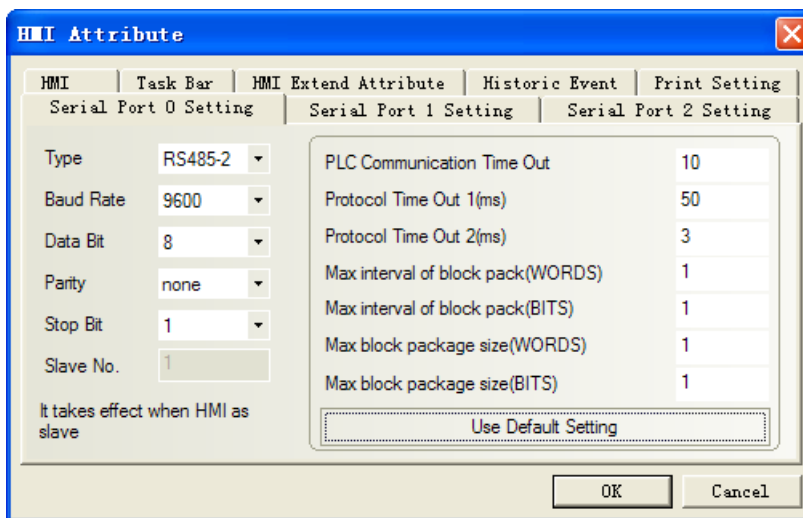 HMI Attribute
HMI Task Bar HMI Extend Attribute Historic Event Print Setting
Serial Port 0 Setting Serial Port 1 Setting Serial Port 2 Setting
Type RS485-2
Baud Rate 9600
Data Bit 8
Parity none
Stop Bit 1
Slave No. 1
It takes effect when HMI as
slave
PLC Communication Time Out 10
Protocol Time Out 1(ms) 50
Protocol Time Out 2(ms) 3
Max interval of block pack(WORDS) 1
Max interval of block pack(BITS) 1
Max block package size(WORDS) 1
Max block package size(BITS) 1
Use Default Setting
OK Cancel